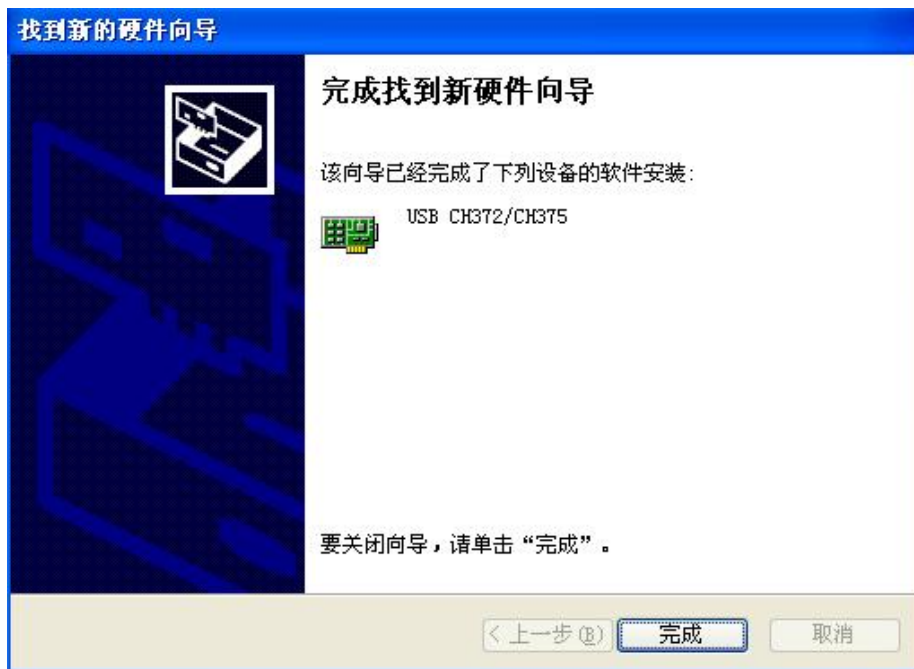 找到新的硬件向导
完成找到新硬件向导
该向导已经完成了下列设备的软件安装:
USB CH372/CH375
要关闭向导，请单击“完成”。
< 上一步(B)
完成
取消